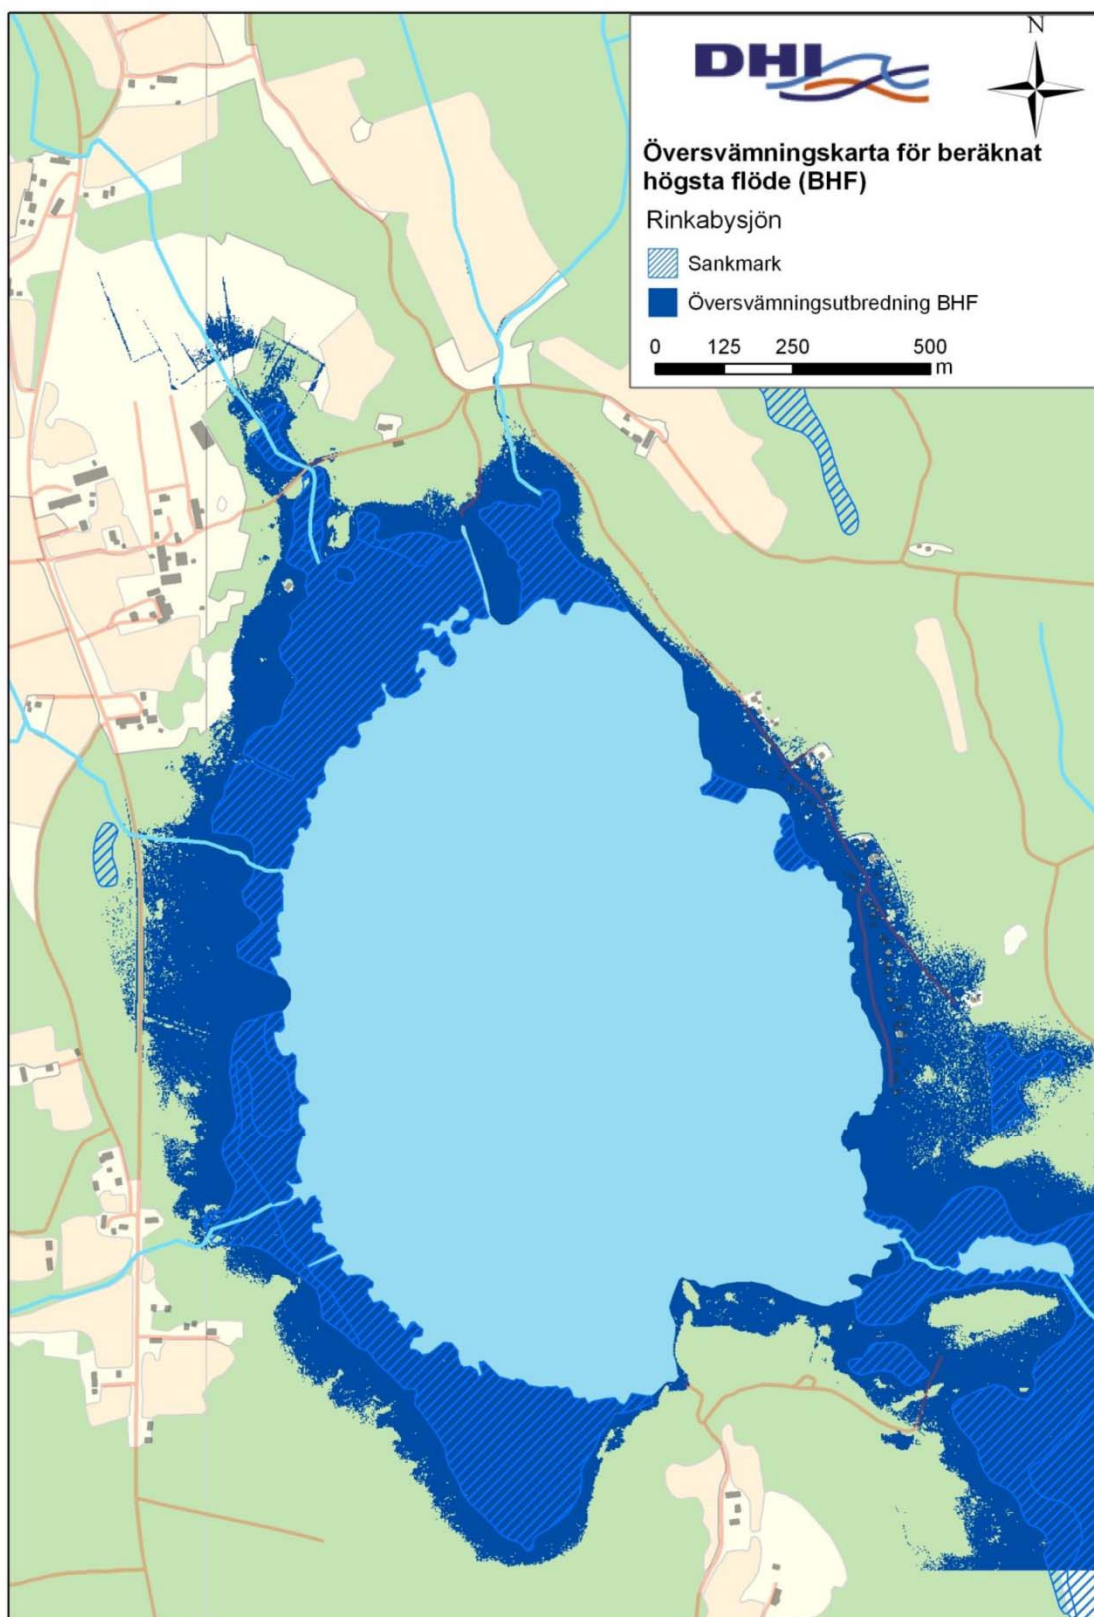 DHI
N
Översvämningskarta för beräknat
högsta flöde (BHF)
Rinkabysjön
Sankmark
Översvämningsutbredning BHF
0 125 250 500
m